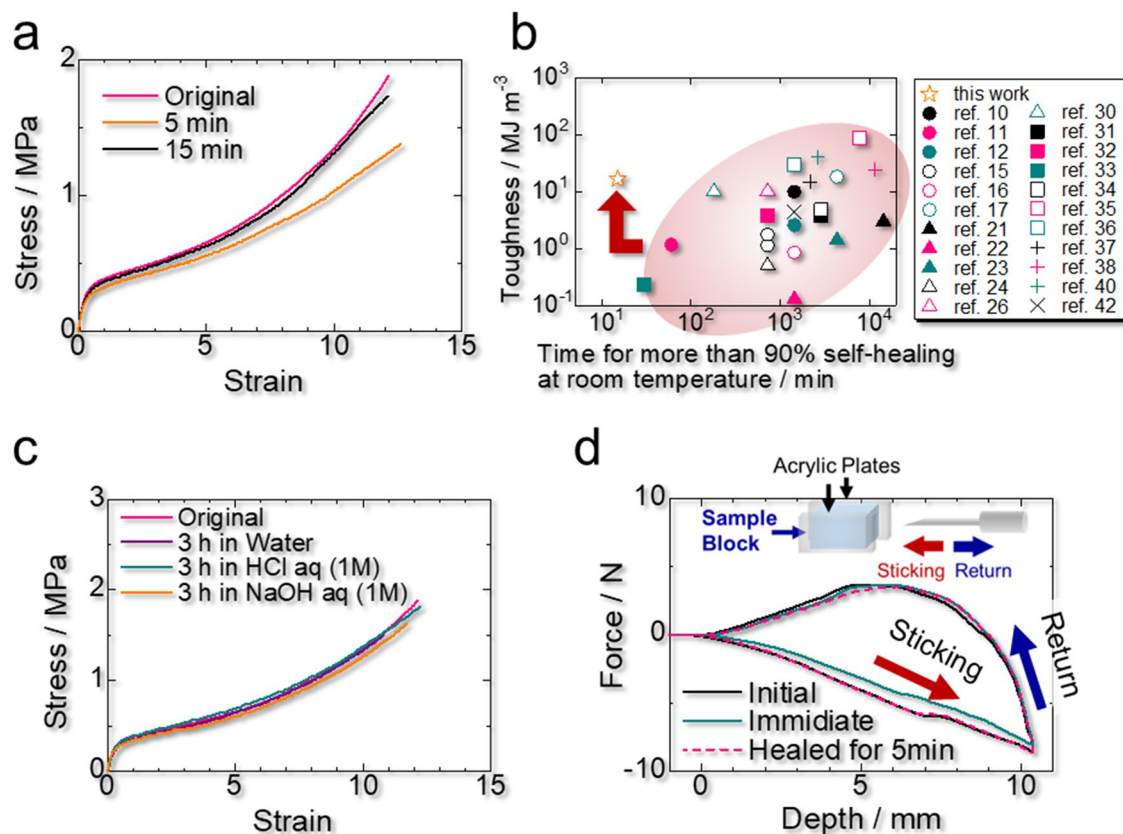 a
2
1
0
0
5
10
15
Stress / MPa
Strain
Original
5 min
15 min
b
10³
10²
10¹
10⁰
10⁻¹
10¹
10²
10³
10⁴
Toughness / MJ m⁻³
Time for more than 90% self-healing
at room temperature / min
this work
ref. 10
ref. 11
ref. 12
ref. 15
ref. 16
ref. 17
ref. 21
ref. 22
ref. 23
ref. 24
ref. 26
ref. 30
ref. 31
ref. 32
ref. 33
ref. 34
ref. 35
ref. 36
ref. 37
ref. 38
ref. 40
ref. 42
c
3
2
1
0
0
5
10
15
Stress / MPa
Strain
Original
3 h in Water
3 h in HCl aq (1M)
3 h in NaOH aq (1M)
d
Acrylic Plates
Sample
Block
Sticking
Return
10
0
-10
0
5
10
Force / N
Depth / mm
Sticking
Return
Initial
Immidiate
Healed for 5min